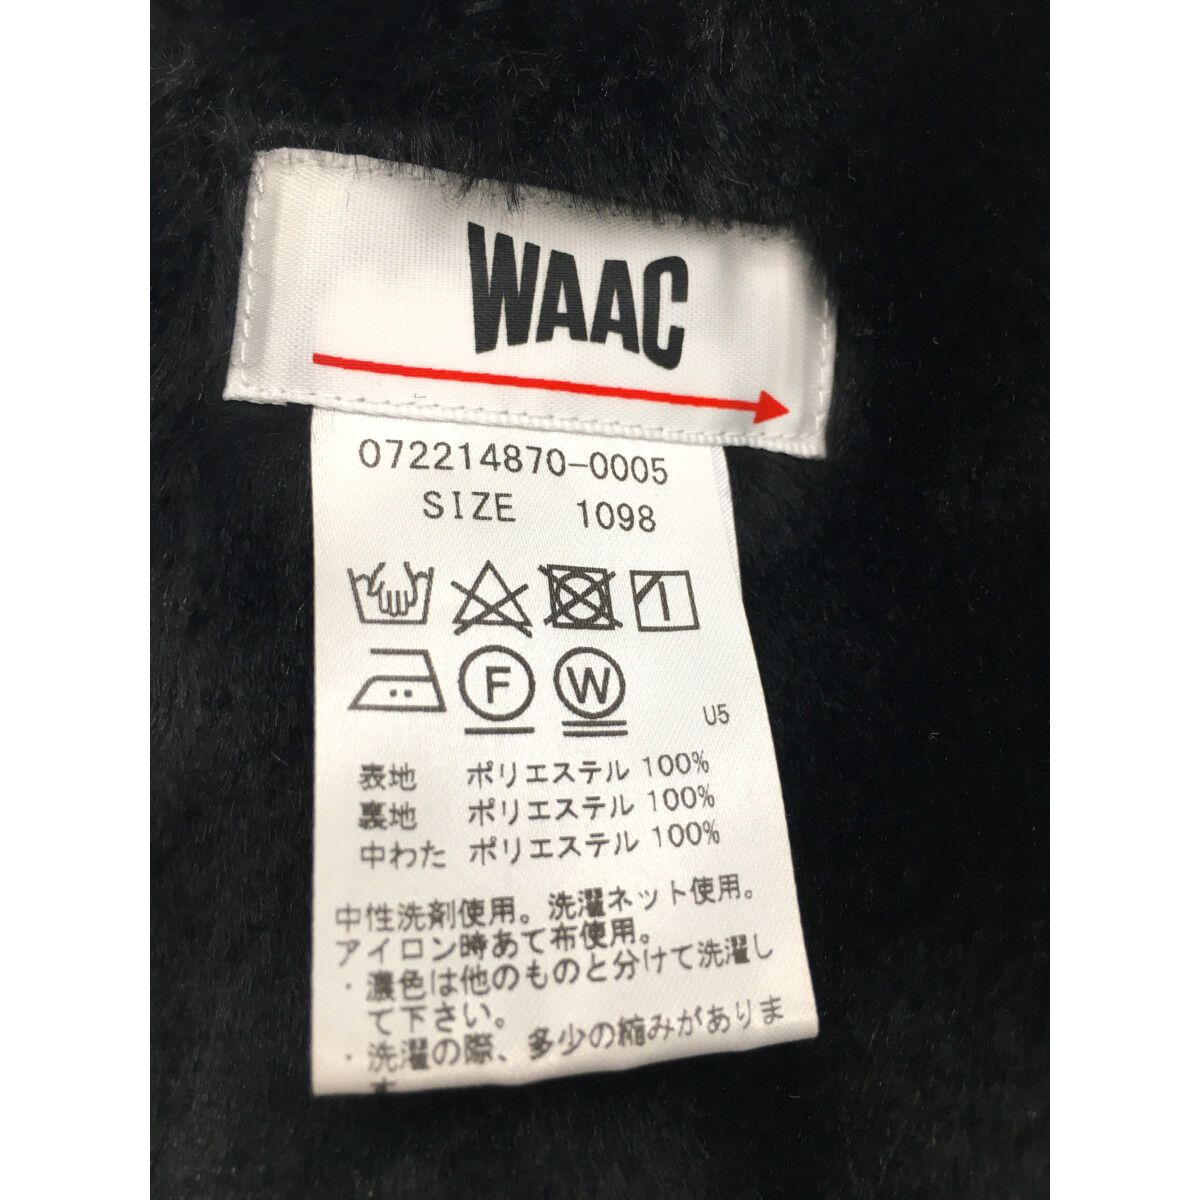 WAAC
072214870-0005
SIZE 1098
F W
U5
表地 ポリエステル 100%
裏地 ポリエステル 100%
中わた ポリエステル 100%
中性洗剤使用。洗濯ネット使用。
アイロン時あて布使用。
・濃色は他のものと分けて洗濯し
て下さい。
・洗濯の際、多少の縮みがありま